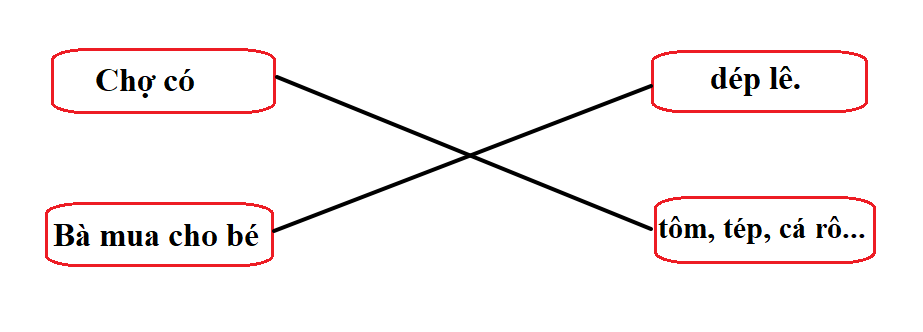 Chợ có
dép lê.
Bà mua cho bé
tôm, tép, cá rô...